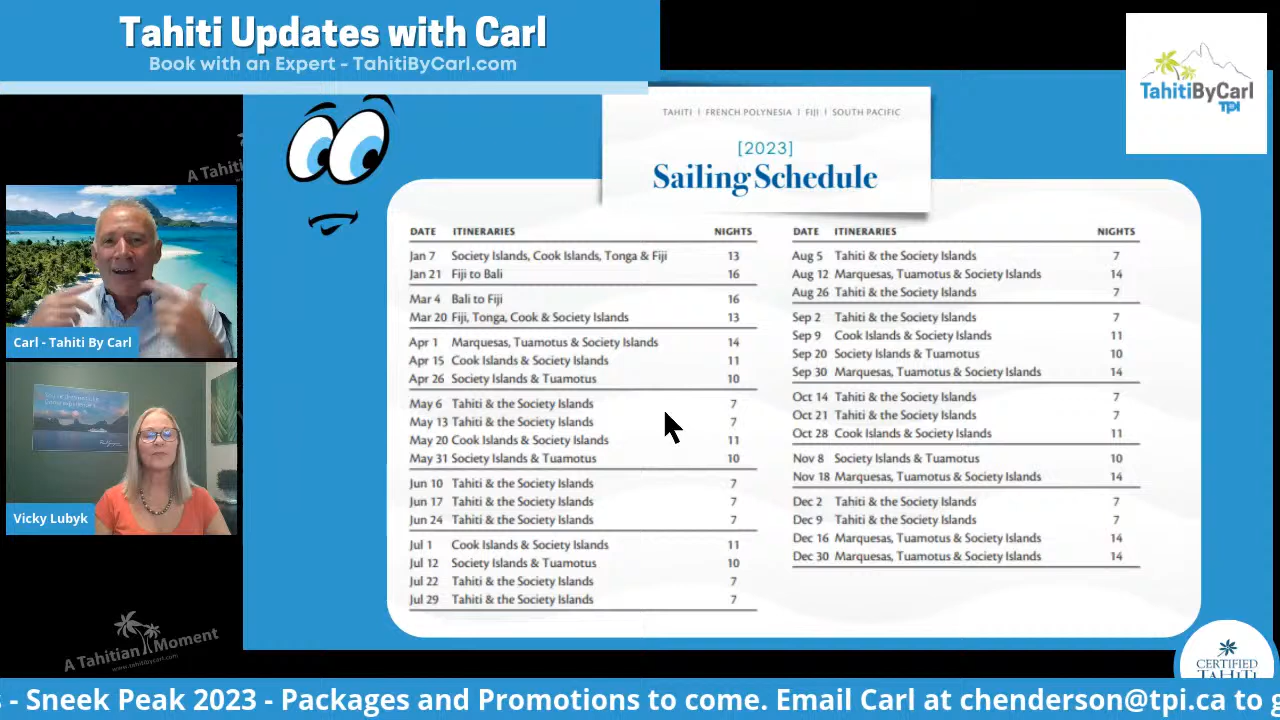 Tahiti Updates with Carl
Book with an Expert - TahitiByCarl.com
TahitiByCarl
TPI
A Tahiti
TAHITI | FRENCH POLYNESIA | FIJI | SOUTH PACIFIC
[2023]
Sailing Schedule
DATE ITINERARIES NIGHTS
Jan 7 Society Islands, Cook Islands, Tonga & Fiji 13
Jan 21 Fiji to Bali 16
Mar 4 Bali to Fiji 16
Mar 20 Fiji, Tonga, Cook & Society Islands 13
Apr 1 Marquesas, Tuamotus & Society Islands 14
Apr 15 Cook Islands & Society Islands 11
Apr 26 Society Islands & Tuamotus 10
May 6 Tahiti & the Society Islands 7
May 13 Tahiti & the Society Islands 7
May 20 Cook Islands & Society Islands 11
May 31 Society Islands & Tuamotus 10
Jun 10 Tahiti & the Society Islands 7
Jun 17 Tahiti & the Society Islands 7
Jun 24 Tahiti & the Society Islands 7
Jul 1 Cook Islands & Society Islands 11
Jul 12 Society Islands & Tuamotus 10
Jul 22 Tahiti & the Society Islands 7
Jul 29 Tahiti & the Society Islands 7
DATE ITINERARIES NIGHTS
Aug 5 Tahiti & the Society Islands 7
Aug 12 Marquesas, Tuamotus & Society Islands 14
Aug 26 Tahiti & the Society Islands 7
Sep 2 Tahiti & the Society Islands 7
Sep 9 Cook Islands & Society Islands 11
Sep 20 Society Islands & Tuamotus 10
Sep 30 Marquesas, Tuamotus & Society Islands 14
Oct 14 Tahiti & the Society Islands 7
Oct 21 Tahiti & the Society Islands 7
Oct 28 Cook Islands & Society Islands 11
Nov 8 Society Islands & Tuamotus 10
Nov 18 Marquesas, Tuamotus & Society Islands 14
Dec 2 Tahiti & the Society Islands 7
Dec 9 Tahiti & the Society Islands 7
Dec 16 Marquesas, Tuamotus & Society Islands 14
Dec 30 Marquesas, Tuamotus & Society Islands 14
Carl - Tahiti By Carl
Vicky Lubyk
A Tahitian Moment
www.tahitibycarl.com
CERTIFIED
TAHITI
s - Sneek Peak 2023 - Packages and Promotions to come. Email Carl at chenderson@tpi.ca to g